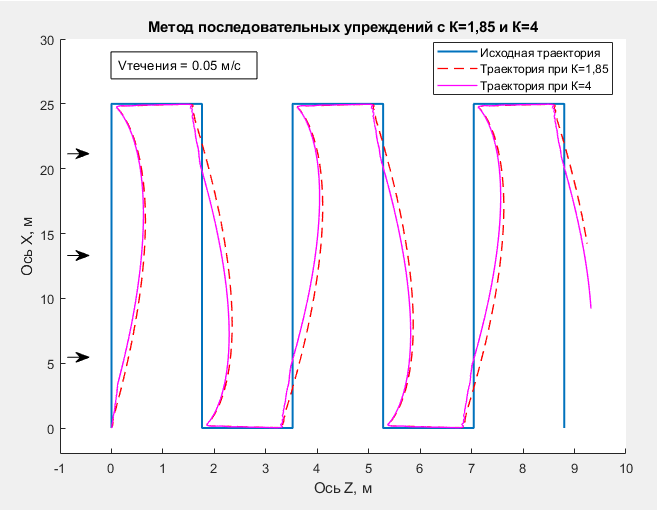 Метод последовательных упреждений с К=1,85 и К=4
Vтечения = 0.05 м/с
Исходная траектория
Траектория при К=1,85
Траектория при К=4
30
25
20
15
10
5
0
Ось X, м
-1 0 1 2 3 4 5 6 7 8 9 10
Ось Z, м